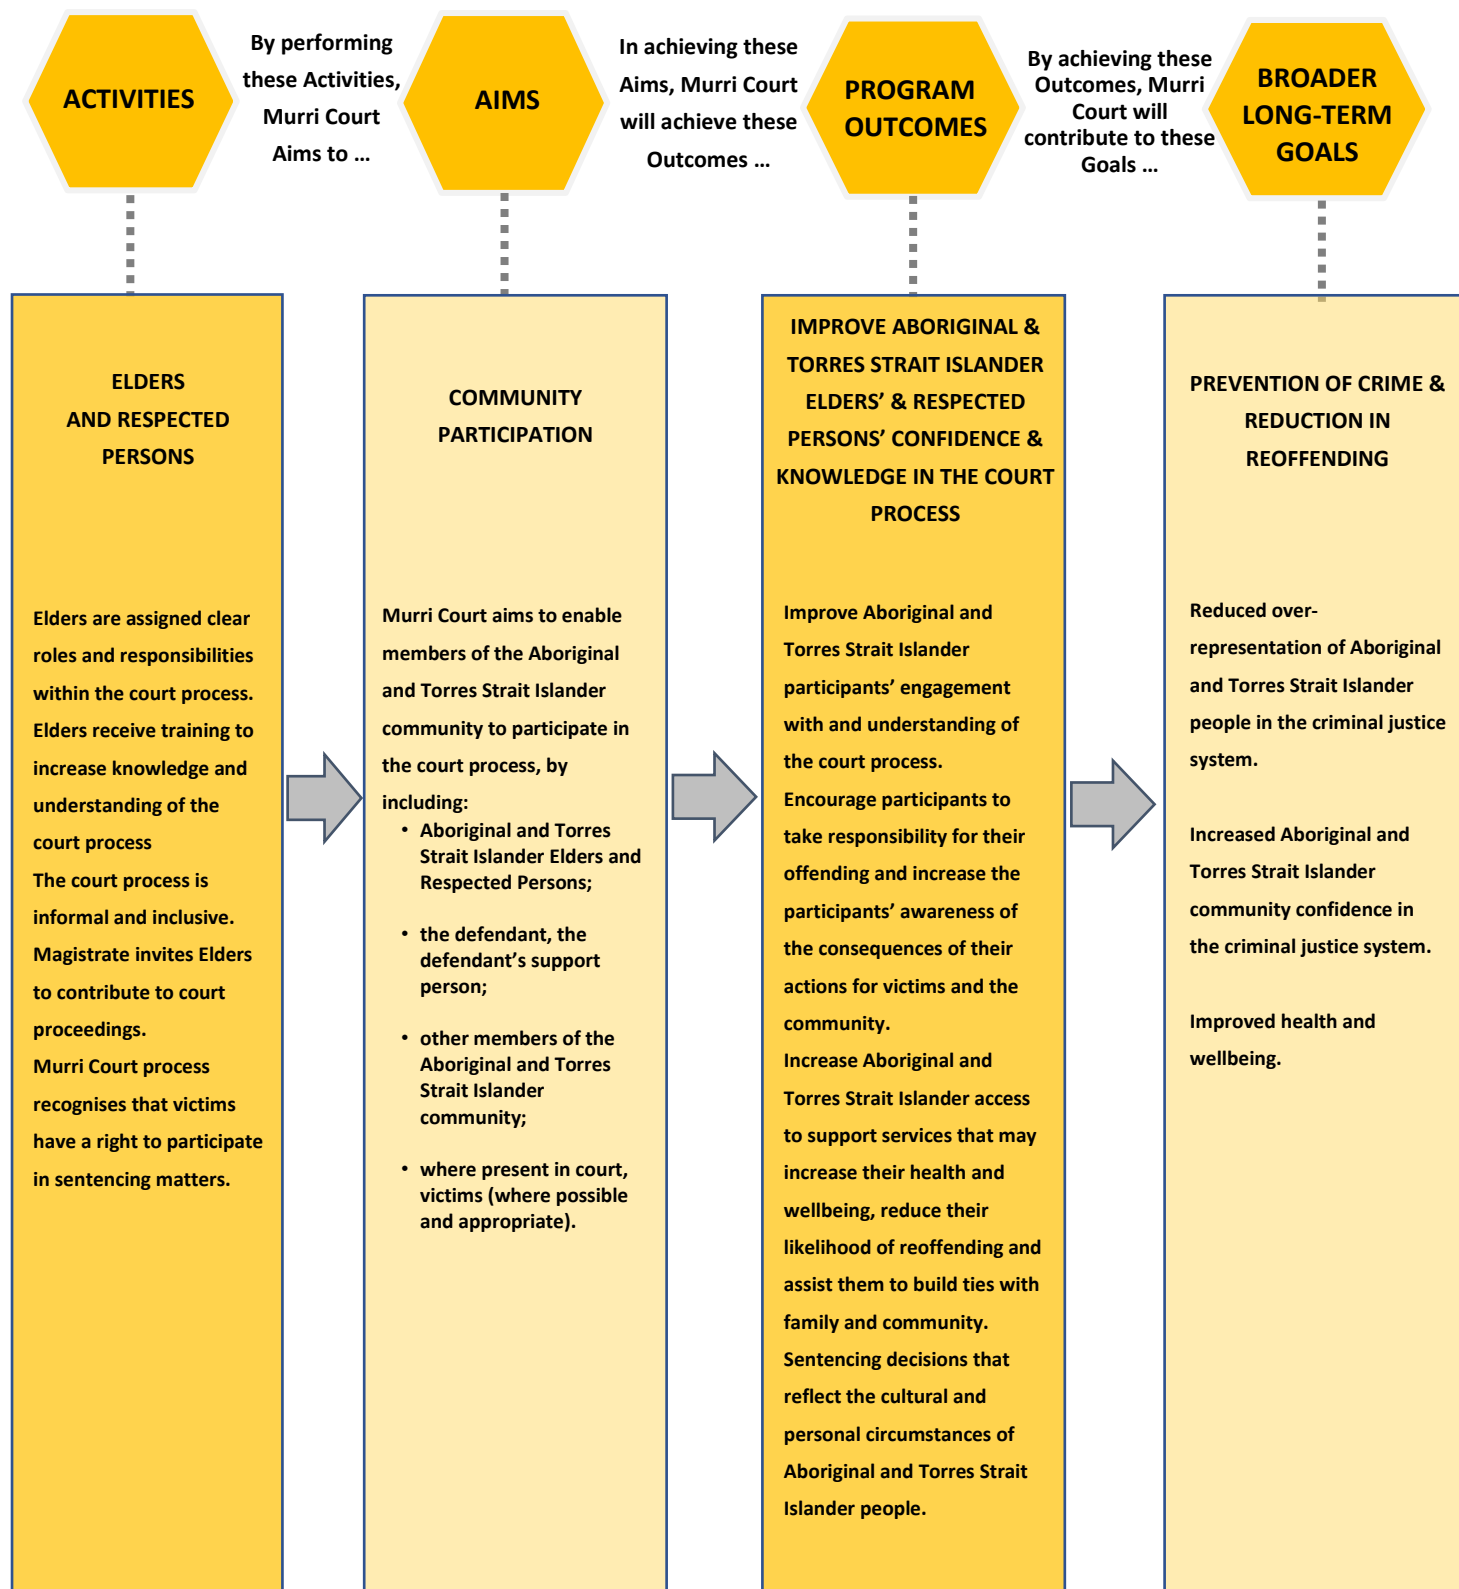 ACTIVITIES
By performing
these Activities,
Murri Court
Aims to …
AIMS
In achieving these
Aims, Murri Court
will achieve these
Outcomes …
PROGRAM
OUTCOMES
By achieving these
Outcomes, Murri
Court will
contribute to these
Goals …
BROADER
LONG-TERM
GOALS
ELDERS
AND RESPECTED
PERSONS
Elders are assigned clear
roles and responsibilities
within the court process.
Elders receive training to
increase knowledge and
understanding of the
court process
The court process is
informal and inclusive.
Magistrate invites Elders
to contribute to court
proceedings.
Murri Court process
recognises that victims
have a right to participate
in sentencing matters.
COMMUNITY
PARTICIPATION
Murri Court aims to enable
members of the Aboriginal
and Torres Strait Islander
community to participate in
the court process, by
including:
• Aboriginal and Torres
Strait Islander Elders and
Respected Persons;
• the defendant, the
defendant’s support
person;
• other members of the
Aboriginal and Torres
Strait Islander
community;
• where present in court,
victims (where possible
and appropriate).
IMPROVE ABORIGINAL &
TORRES STRAIT ISLANDER
ELDERS’ & RESPECTED
PERSONS’ CONFIDENCE &
KNOWLEDGE IN THE COURT
PROCESS
Improve Aboriginal and
Torres Strait Islander
participants’ engagement
with and understanding of
the court process.
Encourage participants to
take responsibility for their
offending and increase the
participants’ awareness of
the consequences of their
actions for victims and the
community.
Increase Aboriginal and
Torres Strait Islander access
to support services that may
increase their health and
wellbeing, reduce their
likelihood of reoffending and
assist them to build ties with
family and community.
Sentencing decisions that
reflect the cultural and
personal circumstances of
Aboriginal and Torres Strait
Islander people.
PREVENTION OF CRIME &
REDUCTION IN
REOFFENDING
Reduced over-
representation of Aboriginal
and Torres Strait Islander
people in the criminal justice
system.
Increased Aboriginal and
Torres Strait Islander
community confidence in
the criminal justice system.
Improved health and
wellbeing.